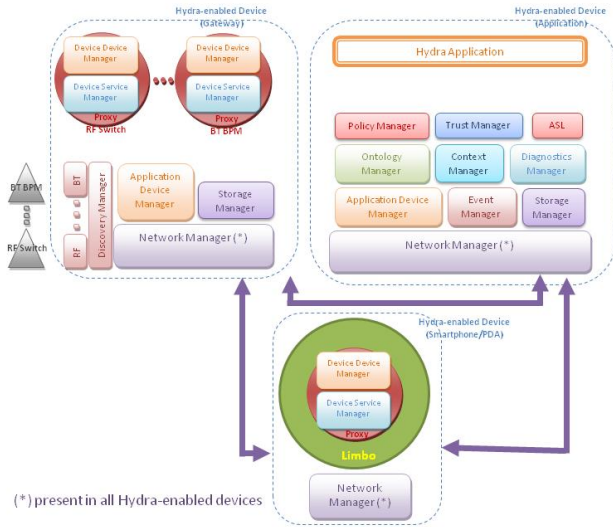 Hydra-enabled Device
(Gateway)
Device Device
Manager
Device Service
Manager
Proxy
RF Switch
Device Device
Manager
Device Service
Manager
Proxy
BT BPM
BT BPM
RF Switch
BT
RF
Discovery Manager
Application
Device
Manager
Storage
Manager
Network Manager (*)
Hydra-enabled Device
(Application)
Hydra Application
Policy Manager
Trust Manager
ASL
Ontology
Manager
Context
Manager
Diagnostics
Manager
Application Device
Manager
Event
Manager
Storage
Manager
Network Manager (*)
Hydra-enabled Device
(Smartphone/PDA)
Device Device
Manager
Device Service
Manager
Proxy
Limbo
Network
Manager (*)
(*) present in all Hydra-enabled devices